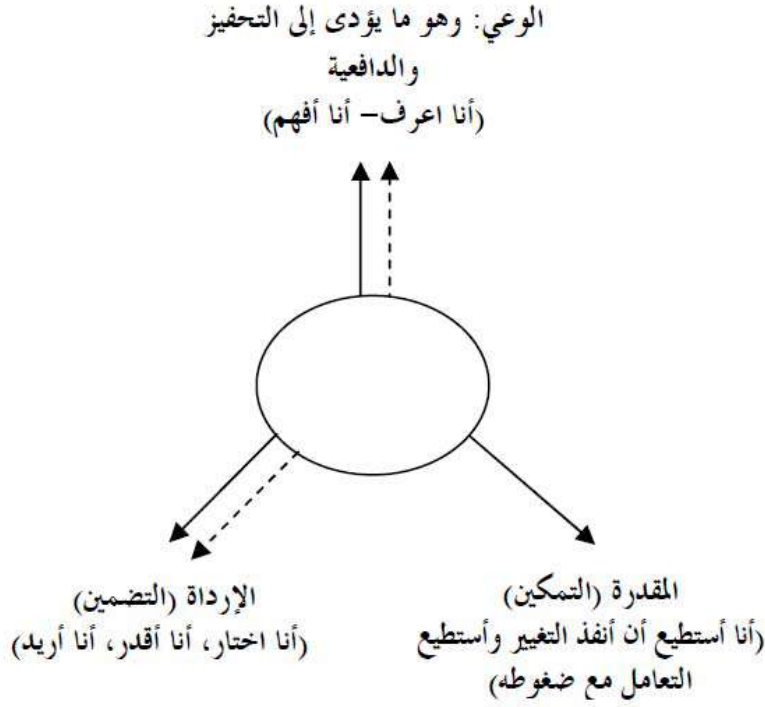 الوعي: وهو ما يؤدى إلى التحفيز
والدافعية
(أنا اعرف– أنا أفهم)
المقدرة (التمكين)
(أنا أستطيع أن أنفذ التغيير وأستطيع
التعامل مع ضغوطه)
الإرداة (التضمين)
(أنا اختار، أنا أقدر، أنا أريد)